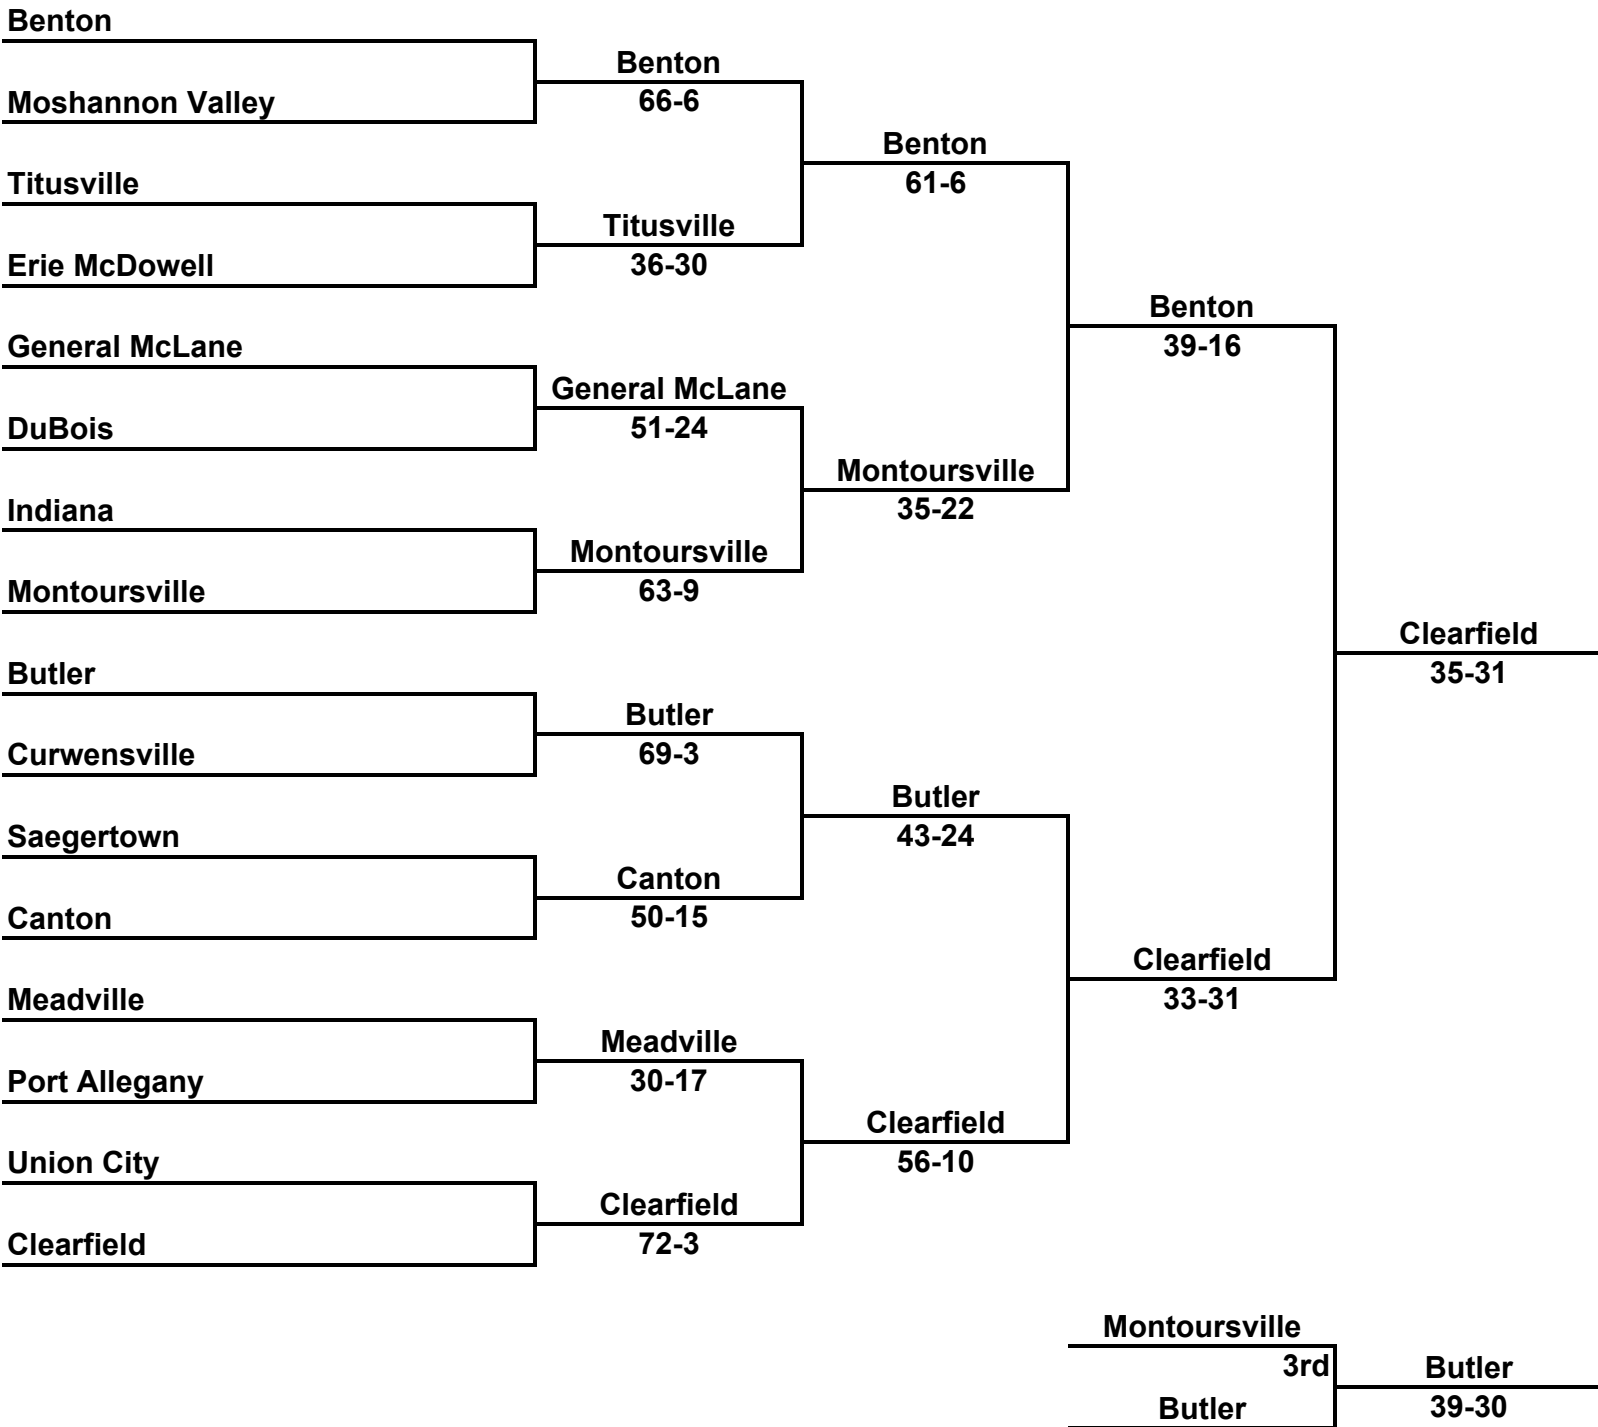 Benton
Benton
Moshannon Valley
66-6
Benton
Titusville
61-6
Titusville
Erie McDowell
36-30
Benton
General McLane
39-16
General McLane
DuBois
51-24
Montoursville
Indiana
35-22
Montoursville
Montoursville
63-9
Clearfield
Butler
35-31
Butler
Curwensville
69-3
Butler
Saegertown
43-24
Canton
Canton
50-15
Clearfield
Meadville
33-31
Meadville
Port Allegany
30-17
Clearfield
Union City
56-10
Clearfield
Clearfield
72-3
Montoursville
3rd
Butler
Butler
39-30